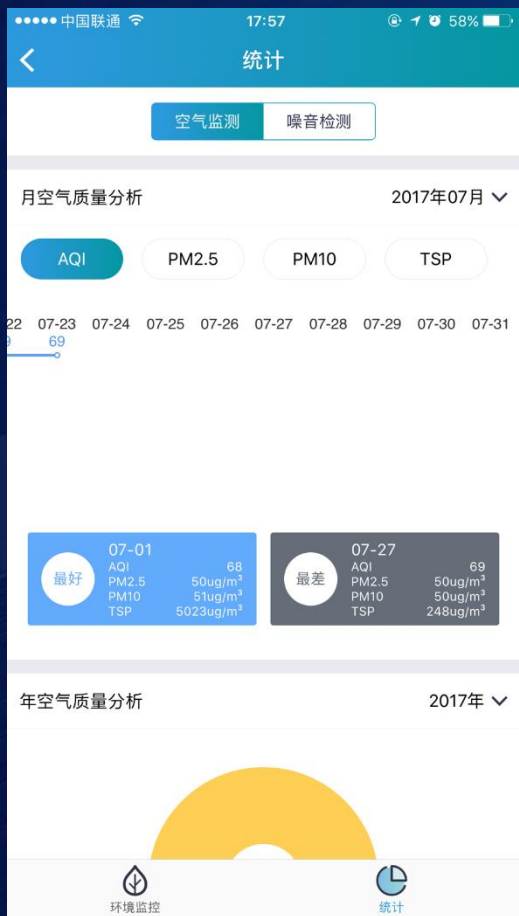 中国联通 17:57 58%
统计
空气监测 噪音检测
月空气质量分析 2017年07月
AQI PM2.5 PM10 TSP
22 07-23 07-24 07-25 07-26 07-27 07-28 07-29 07-30 07-31
9 69
最好
07-01
AQI 68
PM2.5 50ug/m³
PM10 51ug/m³
TSP 5023ug/m³
最差
07-27
AQI 69
PM2.5 50ug/m³
PM10 50ug/m³
TSP 248ug/m³
年空气质量分析 2017年
环境监控 统计